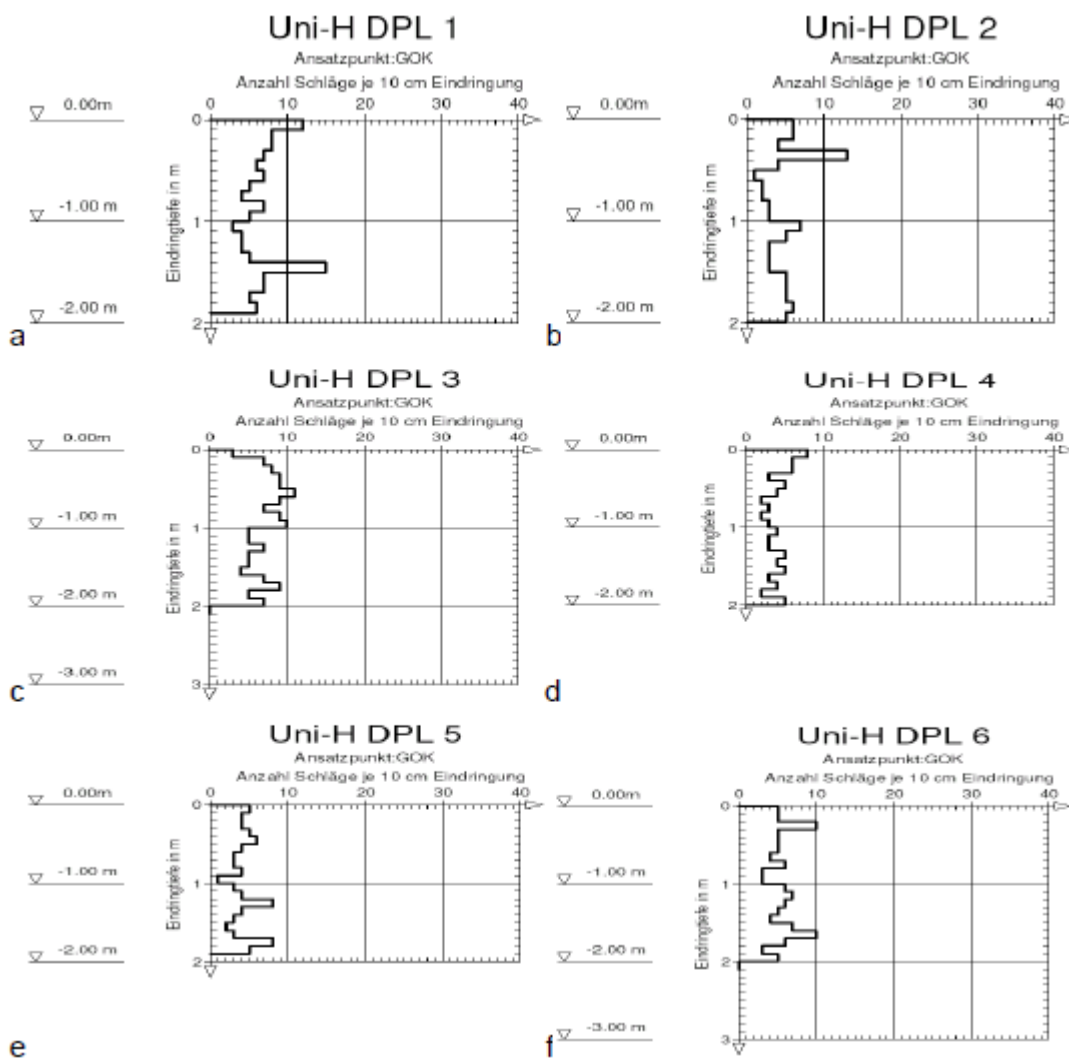 Uni-H DPL 1
Ansatzpunkt:GOK
Anzahl Schläge je 10 cm Eindringung
0 10 20 30 40
0.00m
-1.00 m
-2.00 m
Eindringtiefe in m
0
1
2
a
Uni-H DPL 2
Ansatzpunkt:GOK
Anzahl Schläge je 10 cm Eindringung
0 10 20 30 40
0.00m
-1.00 m
-2.00 m
Eindringtiefe in m
0
1
2
b
Uni-H DPL 3
Ansatzpunkt:GOK
Anzahl Schläge je 10 cm Eindringung
0 10 20 30 40
0.00m
-1.00 m
-2.00 m
-3.00 m
Eindringtiefe in m
0
1
2
3
c
Uni-H DPL 4
Ansatzpunkt:GOK
Anzahl Schläge je 10 cm Eindringung
0 10 20 30 40
0.00m
-1.00 m
-2.00 m
Eindringtiefe in m
0
1
2
d
Uni-H DPL 5
Ansatzpunkt:GOK
Anzahl Schläge je 10 cm Eindringung
0 10 20 30 40
0.00m
-1.00 m
-2.00 m
Eindringtiefe in m
0
1
2
e
Uni-H DPL 6
Ansatzpunkt:GOK
Anzahl Schläge je 10 cm Eindringung
0 10 20 30 40
0.00m
-1.00 m
-2.00 m
-3.00 m
Eindringtiefe in m
0
1
2
3
f